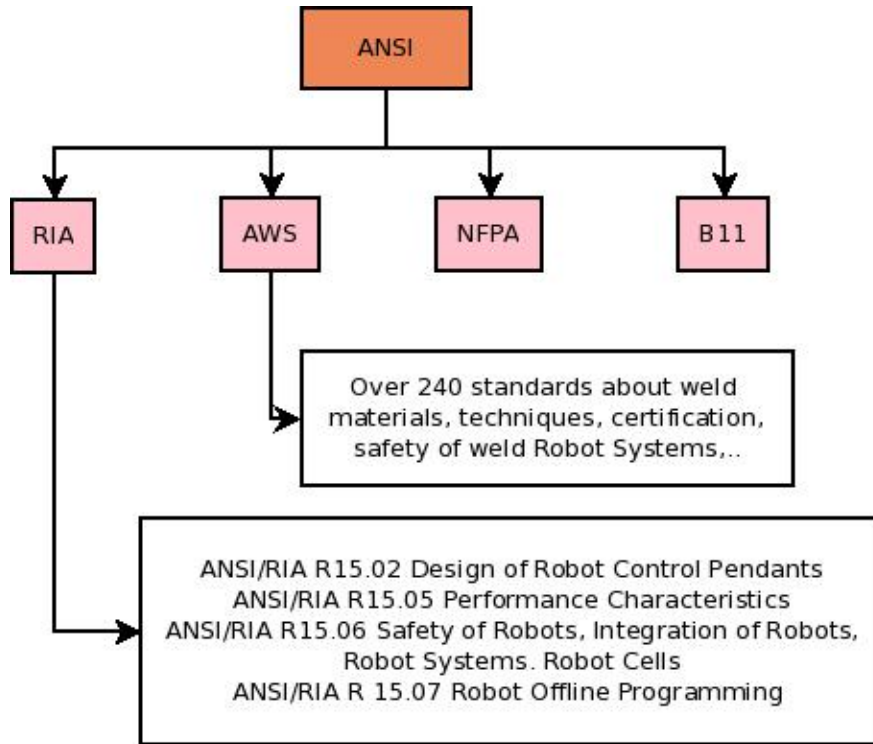 ANSI
RIA
AWS
NFPA
B11
Over 240 standards about weld
materials, techniques, certification,
safety of weld Robot Systems,..
ANSI/RIA R15.02 Design of Robot Control Pendants
ANSI/RIA R15.05 Performance Characteristics
ANSI/RIA R15.06 Safety of Robots, Integration of Robots,
Robot Systems. Robot Cells
ANSI/RIA R 15.07 Robot Offline Programming